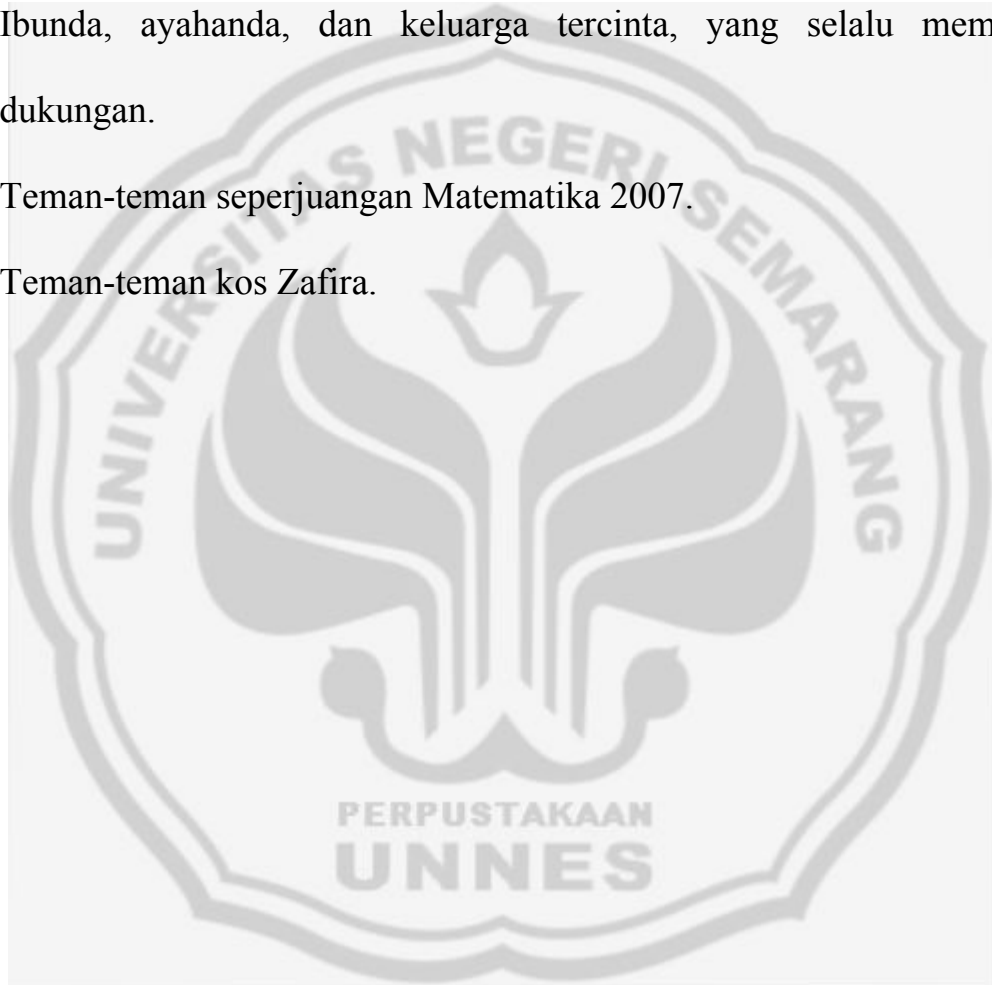 Ibunda, ayahanda, dan keluarga tercinta, yang selalu mem
dukungan.
Teman-teman seperjuangan Matematika 2007.
Teman-teman kos Zafira.
UNIVERSITAS NEGERI SEMARANG
PERPUSTAKAAN
UNNES